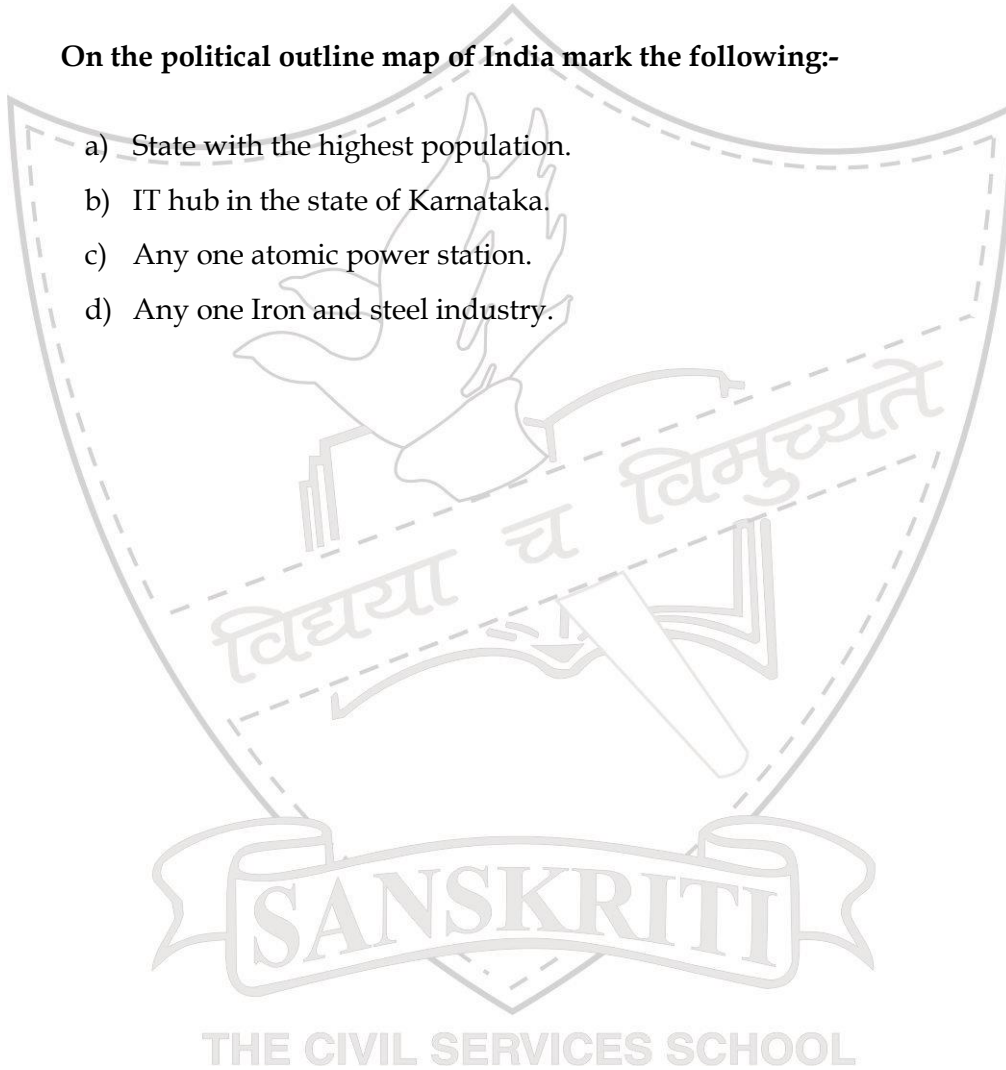 On the political outline map of India mark the following:-
a) State with the highest population.
b) IT hub in the state of Karnataka.
c) Any one atomic power station.
d) Any one Iron and steel industry.
विद्यया च विमुच्यते
SANSKRITI
THE CIVIL SERVICES SCHOOL